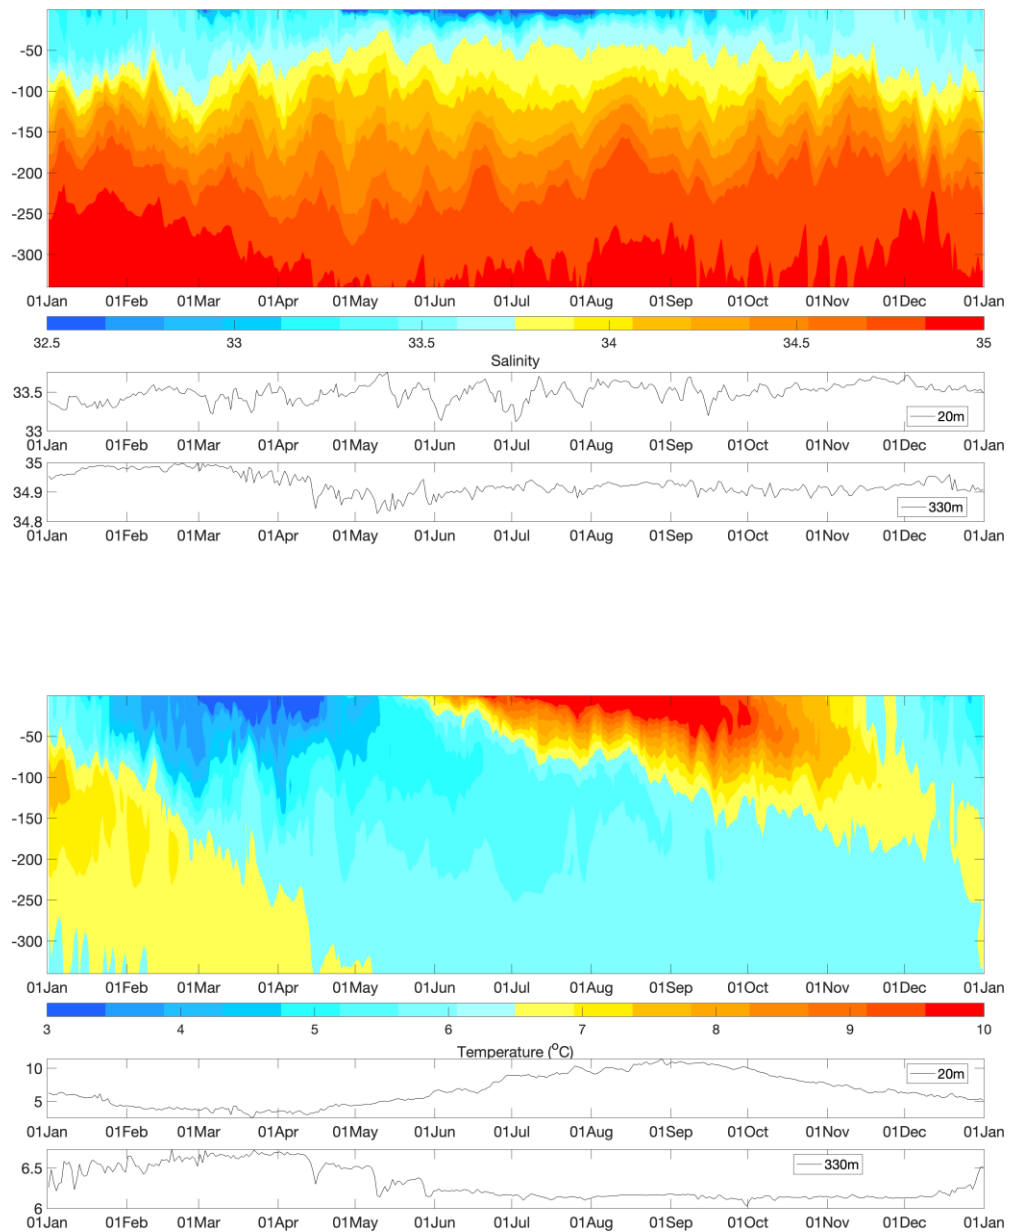 -50
-100
-150
-200
-250
-300
01Jan 01Feb 01Mar 01Apr 01May 01Jun 01Jul 01Aug 01Sep 01Oct 01Nov 01Dec 01Jan
32.5 33 33.5 34 34.5 35
Salinity
33.5
20m
33
01Jan 01Feb 01Mar 01Apr 01May 01Jun 01Jul 01Aug 01Sep 01Oct 01Nov 01Dec 01Jan
35
34.9
330m
34.8
01Jan 01Feb 01Mar 01Apr 01May 01Jun 01Jul 01Aug 01Sep 01Oct 01Nov 01Dec 01Jan
-50
-100
-150
-200
-250
-300
01Jan 01Feb 01Mar 01Apr 01May 01Jun 01Jul 01Aug 01Sep 01Oct 01Nov 01Dec 01Jan
3 4 5 6 7 8 9 10
Temperature (°C)
10
20m
5
01Jan 01Feb 01Mar 01Apr 01May 01Jun 01Jul 01Aug 01Sep 01Oct 01Nov 01Dec 01Jan
330m
6.5
6
01Jan 01Feb 01Mar 01Apr 01May 01Jun 01Jul 01Aug 01Sep 01Oct 01Nov 01Dec 01Jan